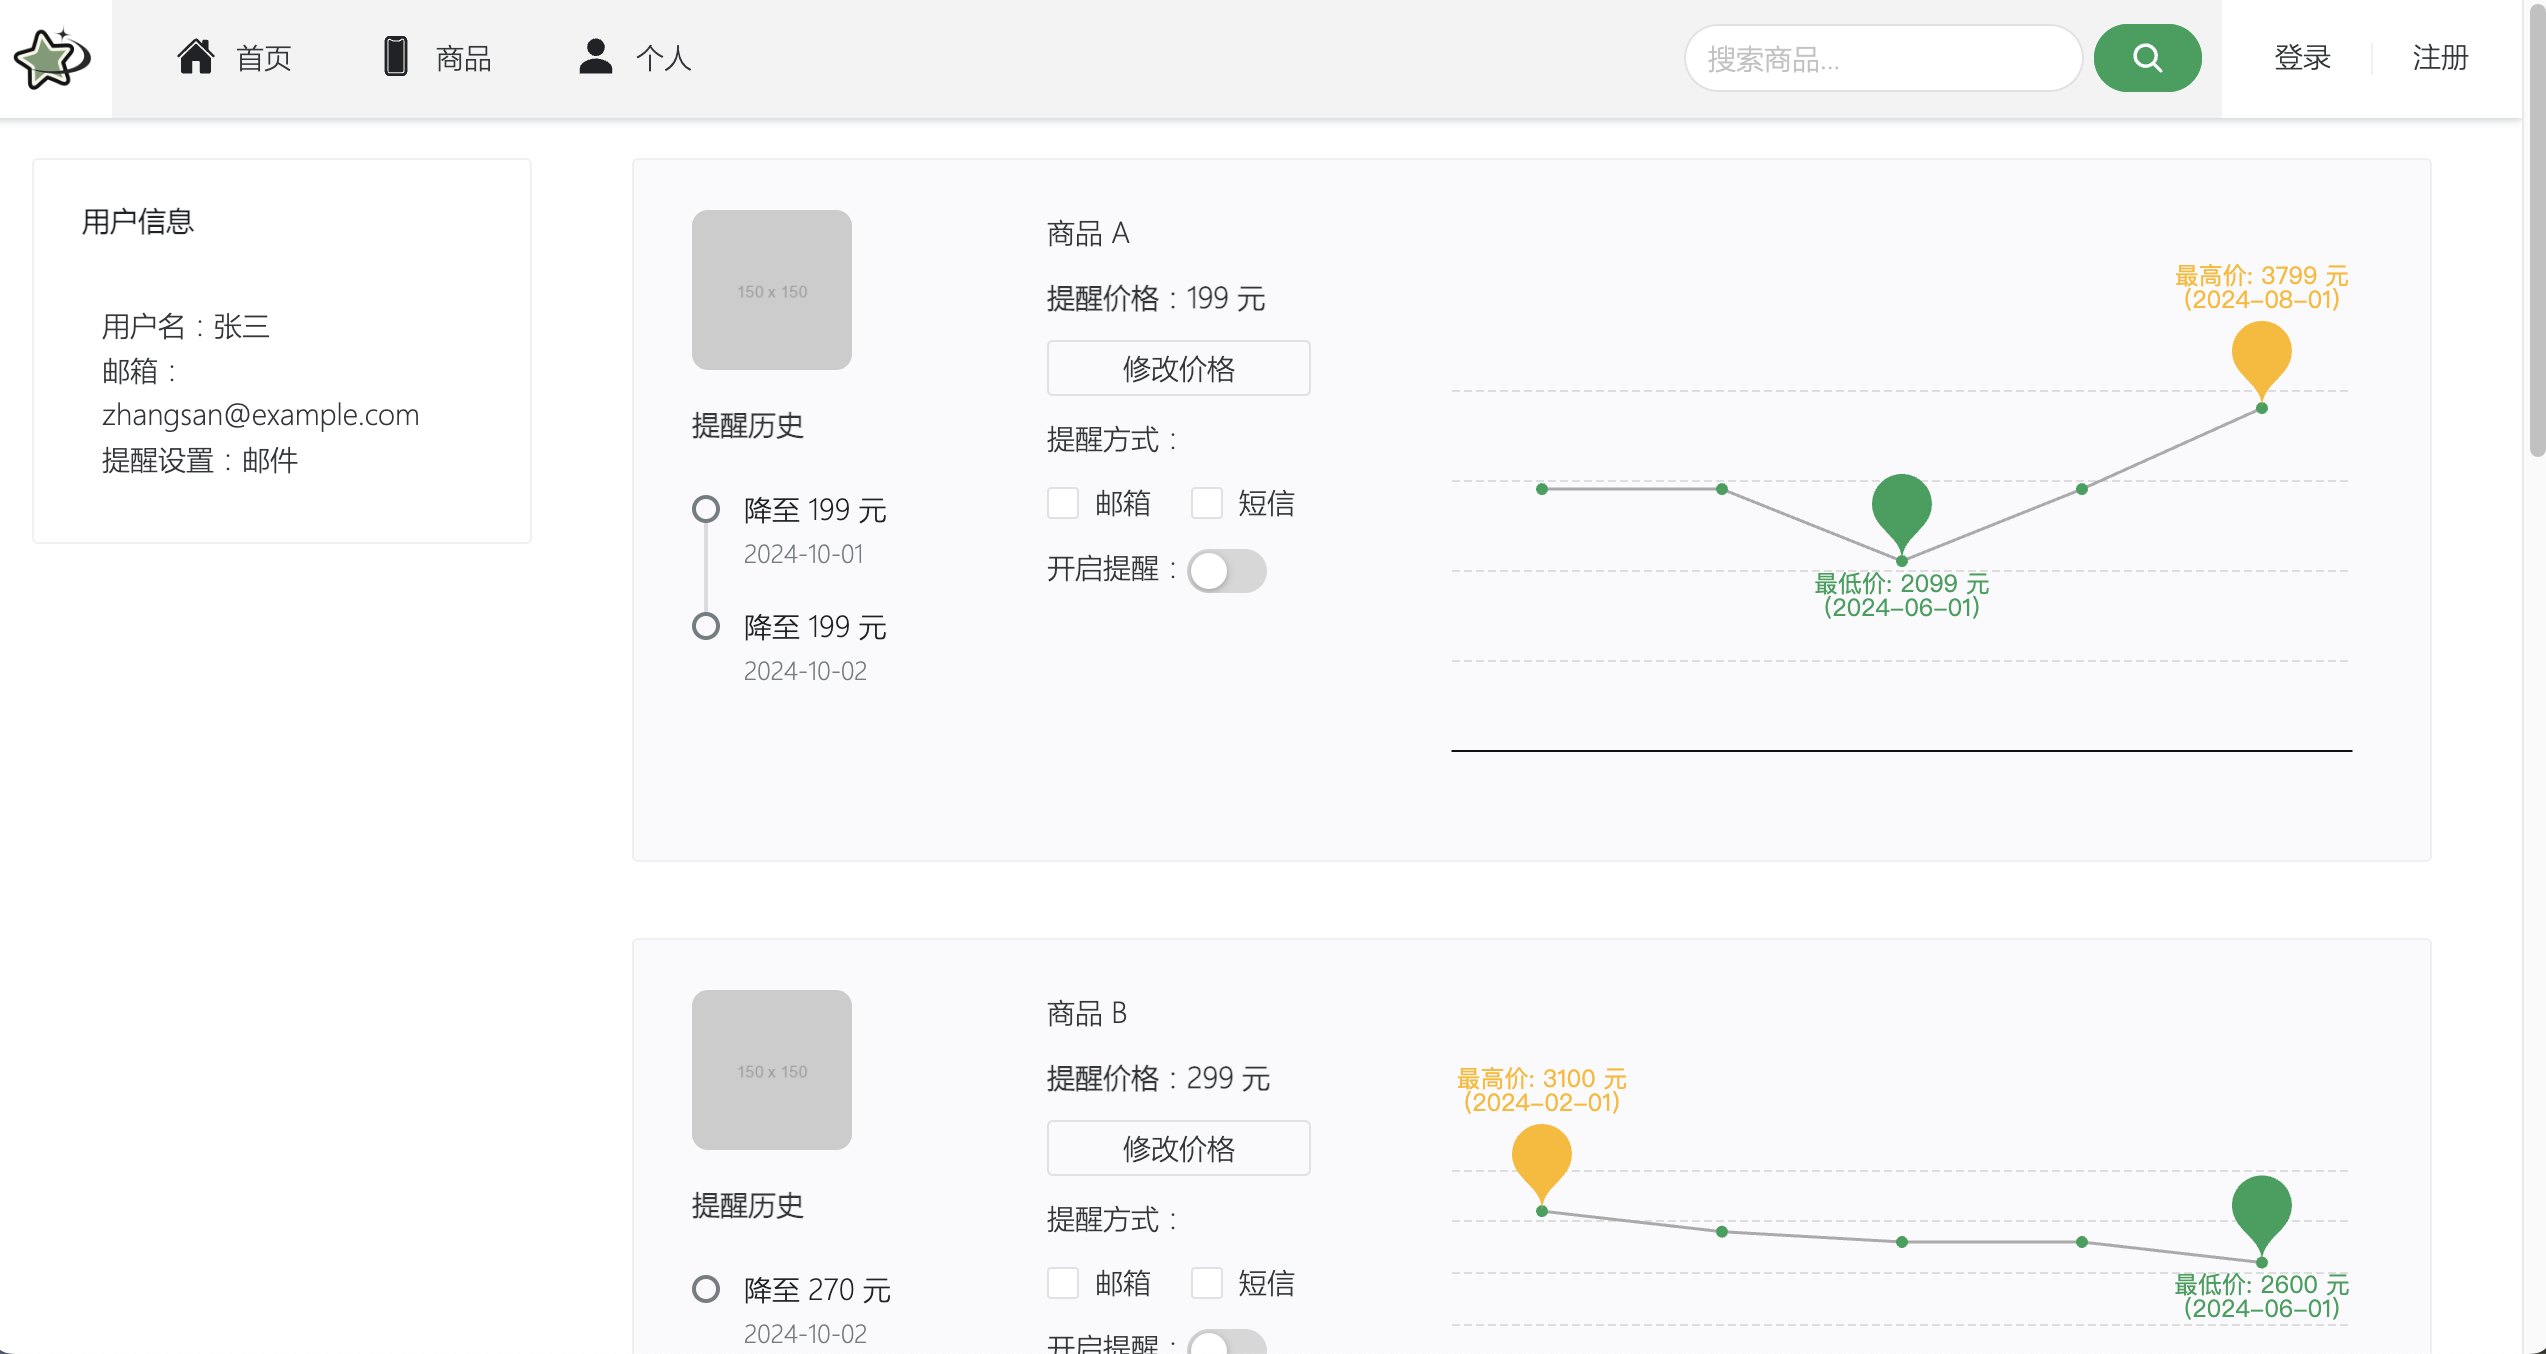 首页
商品
个人
搜索商品...
登录
注册
用户信息
用户名：张三
邮箱：
zhangsan@example.com
提醒设置：邮件
150 x 150
提醒历史
降至 199 元
2024-10-01
降至 199 元
2024-10-02
商品 A
提醒价格：199 元
修改价格
提醒方式：
邮箱
短信
开启提醒：
最高价: 3799 元
(2024-08-01)
最低价: 2099 元
(2024-06-01)
150 x 150
提醒历史
降至 270 元
2024-10-02
商品 B
提醒价格：299 元
修改价格
提醒方式：
邮箱
短信
开启提醒：
最高价: 3100 元
(2024-02-01)
最低价: 2600 元
(2024-06-01)